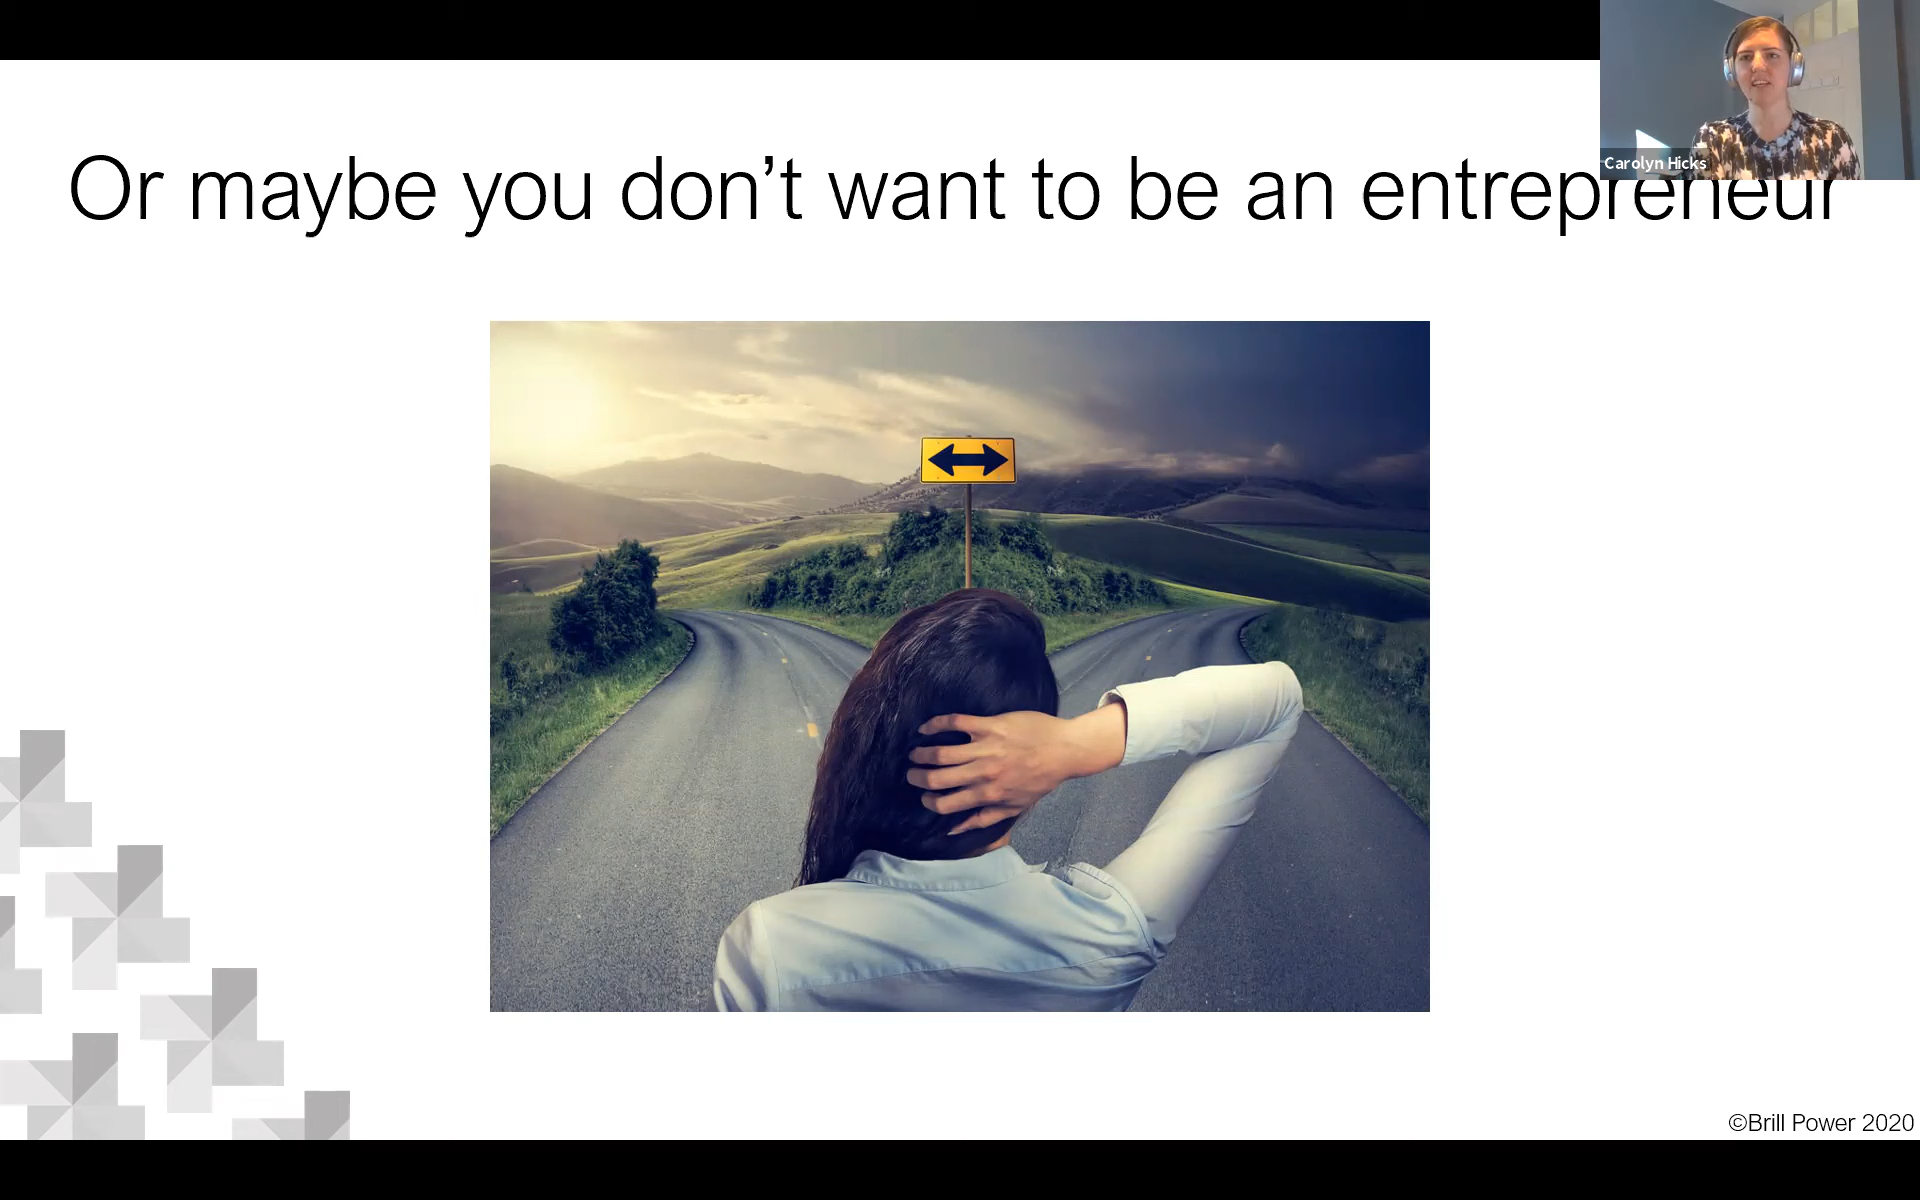 Carolyn Hicks
Or maybe you don’t want to be an entrepreneur
©Brill Power 2020